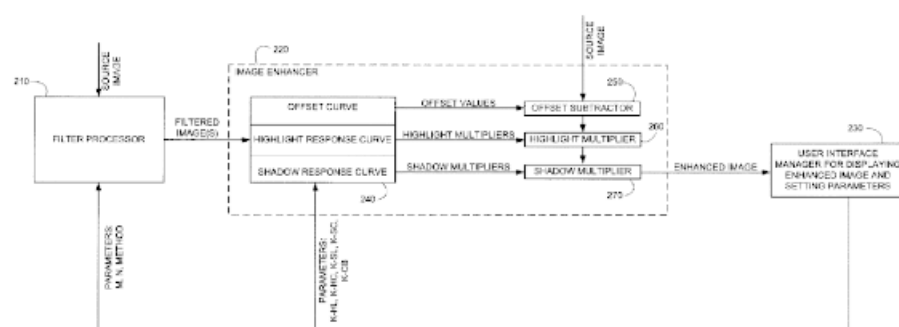 220
SOURCE IMAGE
SOURCE IMAGE
210
IMAGE ENHANCER
250
230
OFFSET CURVE
OFFSET VALUES
OFFSET SUBTRACTOR
FILTER PROCESSOR
FILTERED IMAGE(S)
HIGHLIGHT RESPONSE CURVE
HIGHLIGHT MULTIPLIERS
HIGHLIGHT MULTIPLIER
260
USER INTERFACE
MANAGER FOR DISPLAYING
ENHANCED IMAGE AND
SETTING PARAMETERS
SHADOW RESPONSE CURVE
SHADOW MULTIPLIERS
SHADOW MULTIPLIER
ENHANCED IMAGE
240
270
PARAMETERS:
M, N, METHOD
PARAMETERS:
K-HL, K-HC, K-SL, K-SC,
K-CB